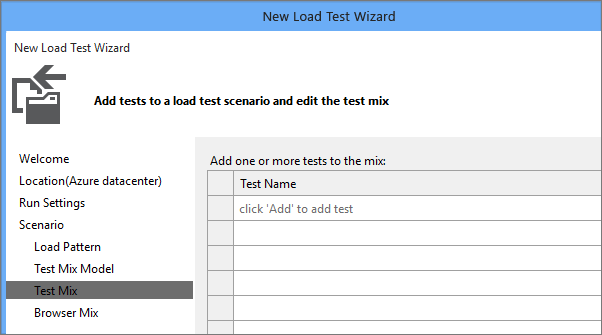 New Load Test Wizard
New Load Test Wizard
Add tests to a load test scenario and edit the test mix
Welcome
Location(Azure datacenter)
Run Settings
Scenario
Load Pattern
Test Mix Model
Test Mix
Browser Mix
Add one or more tests to the mix:
Test Name
click 'Add' to add test